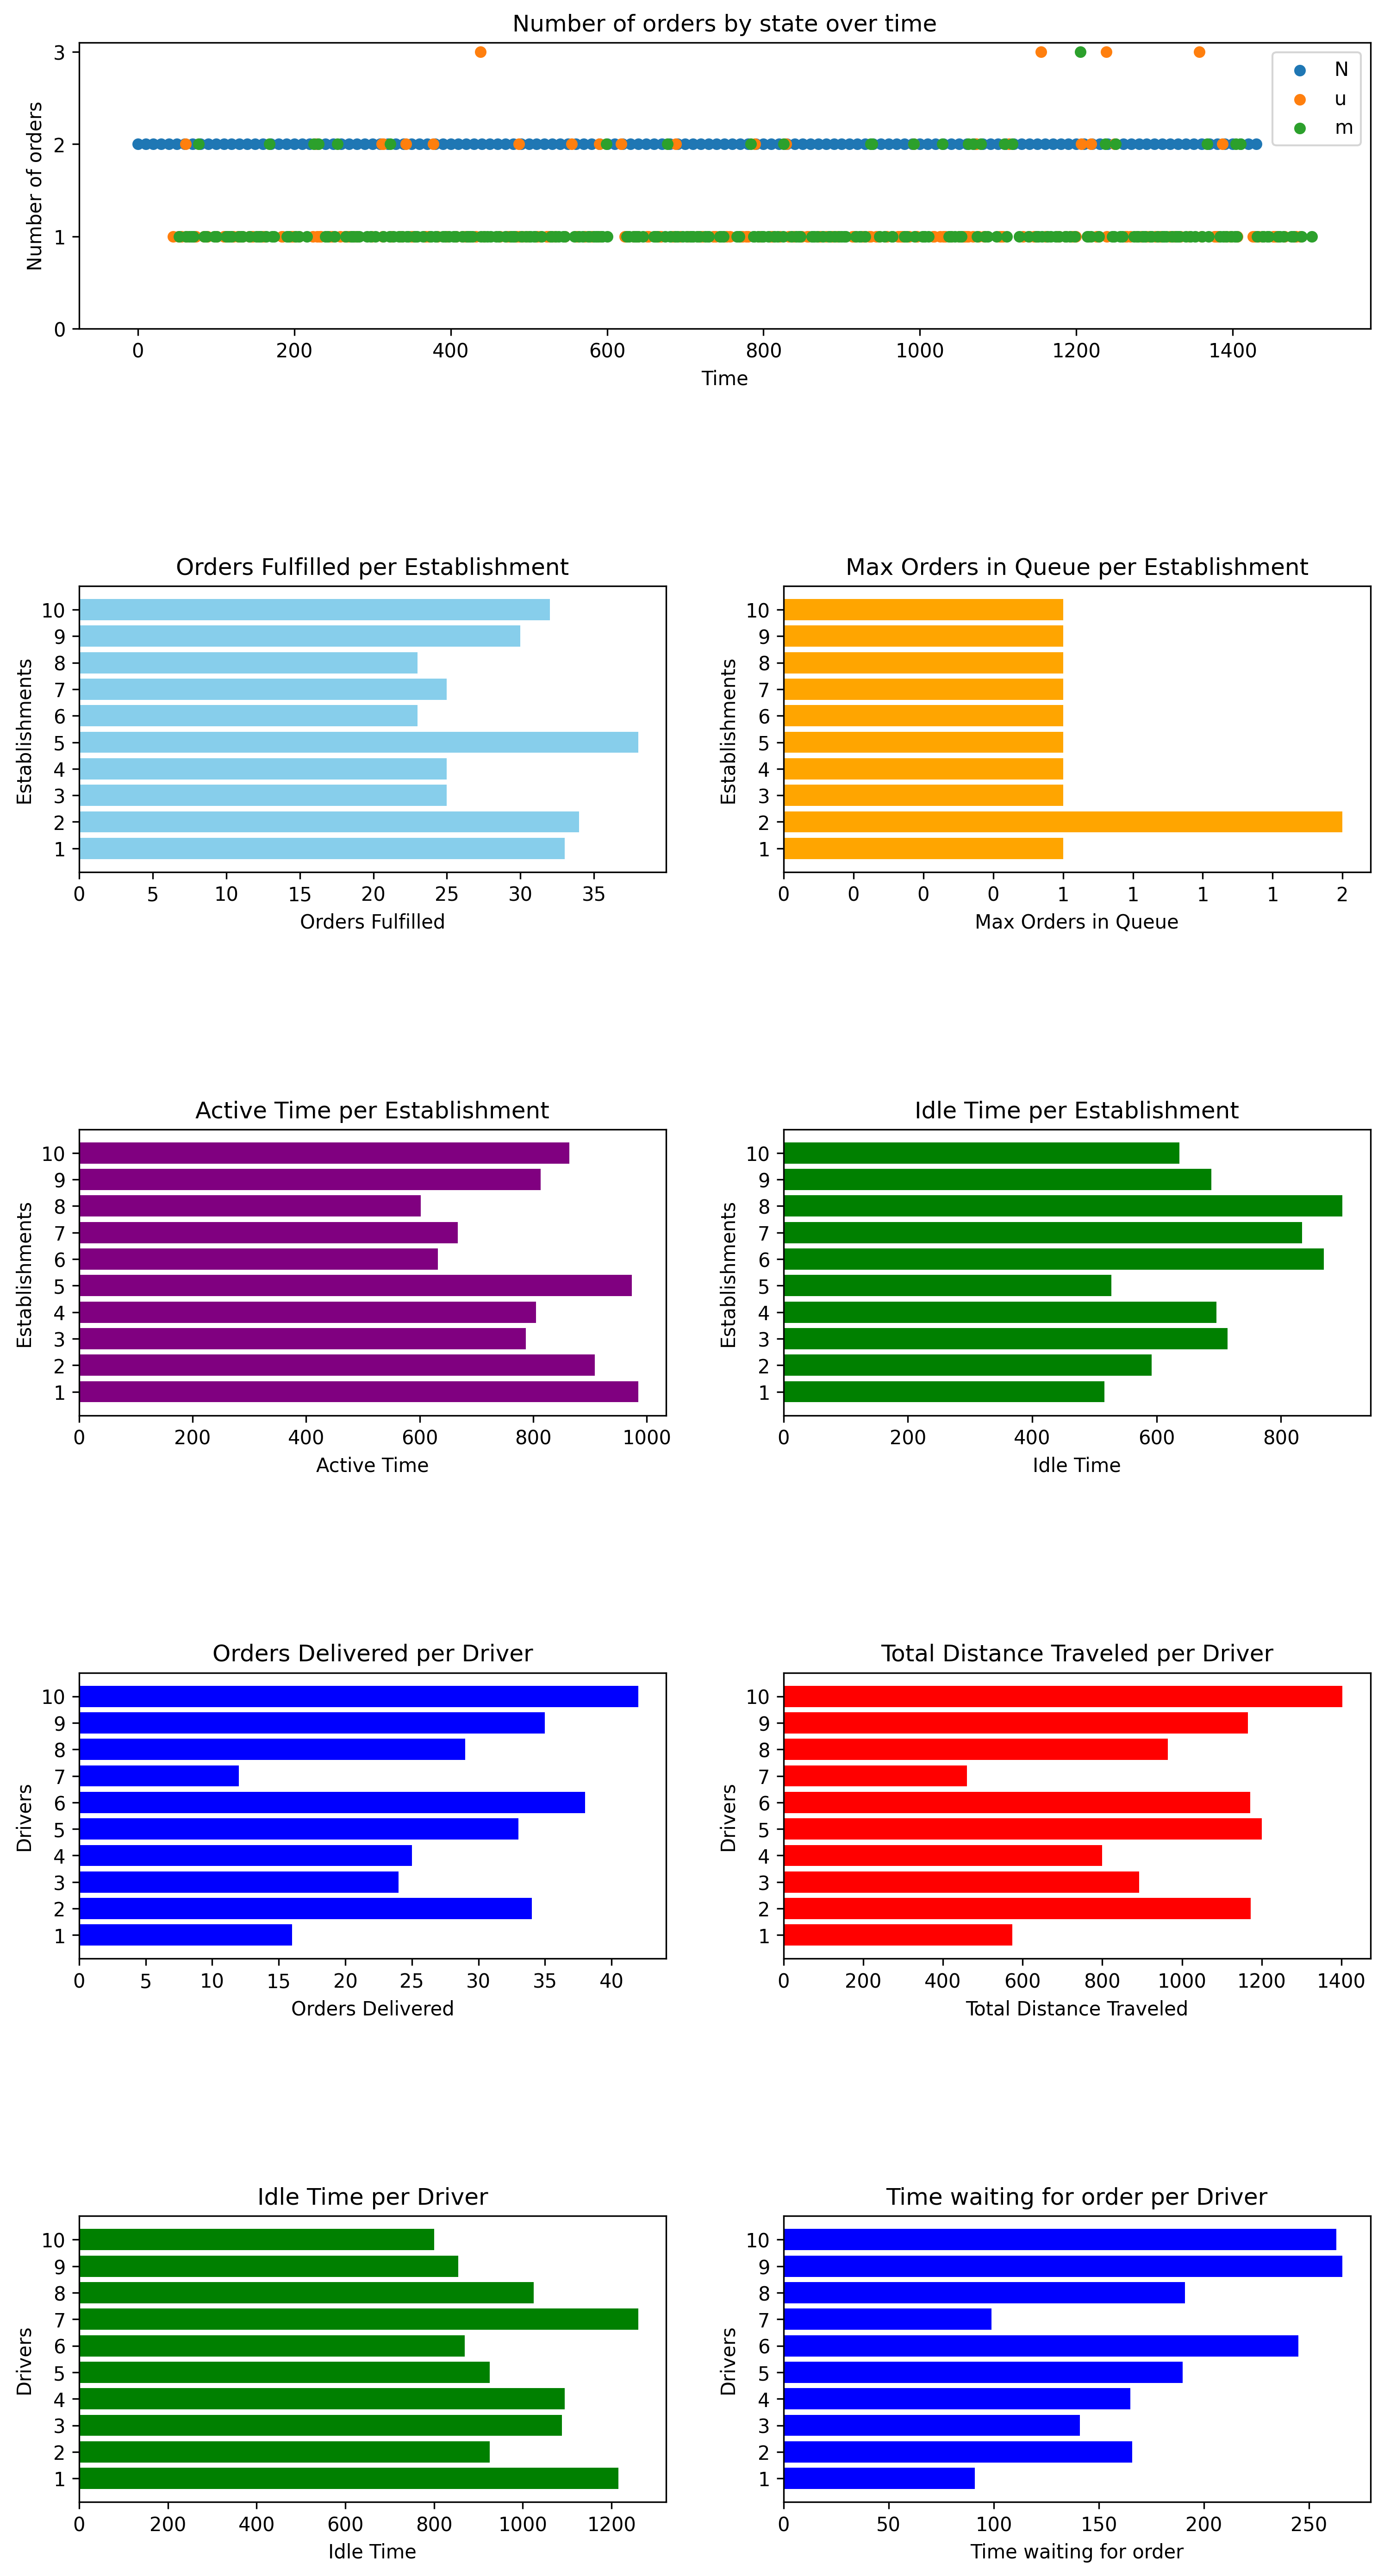 Number of orders by state over time
Number of orders
3
2
1
0
N
u
m
0 200 400 600 800 1000 1200 1400
Time
Orders Fulfilled per Establishment
Establishments
10
9
8
7
6
5
4
3
2
1
0 5 10 15 20 25 30 35
Orders Fulfilled
Max Orders in Queue per Establishment
Establishments
10
9
8
7
6
5
4
3
2
1
0 0 0 0 1 1 1 1 2
Max Orders in Queue
Active Time per Establishment
Establishments
10
9
8
7
6
5
4
3
2
1
0 200 400 600 800 1000
Active Time
Idle Time per Establishment
Establishments
10
9
8
7
6
5
4
3
2
1
0 200 400 600 800
Idle Time
Orders Delivered per Driver
Drivers
10
9
8
7
6
5
4
3
2
1
0 5 10 15 20 25 30 35 40
Orders Delivered
Total Distance Traveled per Driver
Drivers
10
9
8
7
6
5
4
3
2
1
0 200 400 600 800 1000 1200 1400
Total Distance Traveled
Idle Time per Driver
Drivers
10
9
8
7
6
5
4
3
2
1
0 200 400 600 800 1000 1200
Idle Time
Time waiting for order per Driver
Drivers
10
9
8
7
6
5
4
3
2
1
0 50 100 150 200 250
Time waiting for order